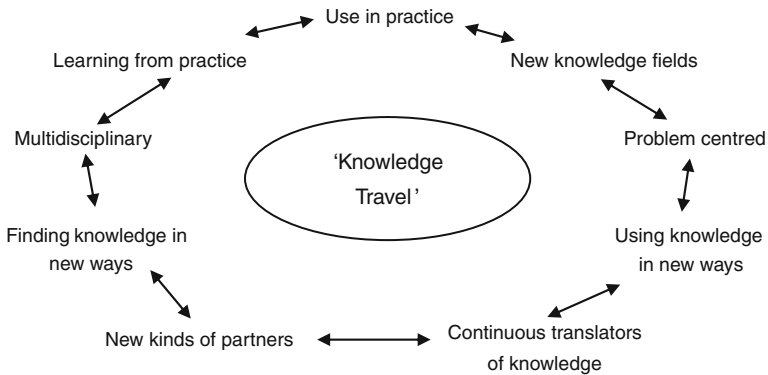 Use in practice
Learning from practice
New knowledge fields
Multidisciplinary
Problem centred
‘Knowledge
Travel’
Finding knowledge in
new ways
Using knowledge
in new ways
New kinds of partners
Continuous translators
of knowledge